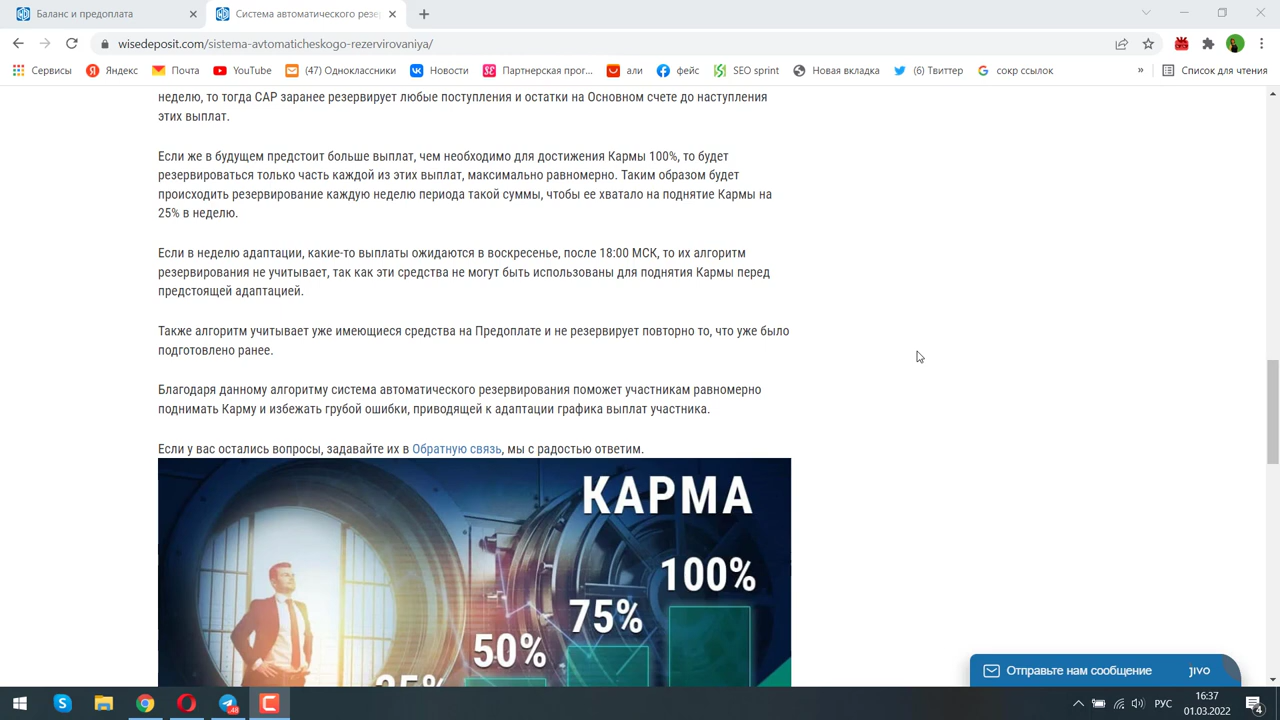 Баланс и предоплата
Система автоматического резе
wisedeposit.com/sistema-avtomaticheskogo-rezervirovaniya/
Сервисы
Яндекс
Почта
YouTube
(47) Одноклассники
Новости
Партнерская прог...
али
фейс
SEO sprint
Новая вкладка
(6) Твиттер
сокр ссылок
»
Список для чтения
неделю, то тогда САР заранее резервирует любые поступления и остатки на Основном счете до наступления
этих выплат.
Если же в будущем предстоит больше выплат, чем необходимо для достижения Кармы 100%, то будет
резервироваться только часть каждой из этих выплат, максимально равномерно. Таким образом будет
происходить резервирование каждую неделю периода такой суммы, чтобы ее хватало на поднятие Кармы на
25% в неделю.
Если в неделю адаптации, какие-то выплаты ожидаются в воскресенье, после 18:00 МСК, то их алгоритм
резервирования не учитывает, так как эти средства не могут быть использованы для поднятия Кармы перед
предстоящей адаптацией.
Также алгоритм учитывает уже имеющиеся средства на Предоплате и не резервирует повторно то, что уже было
подготовлено ранее.
Благодаря данному алгоритму система автоматического резервирования поможет участникам равномерно
поднимать Карму и избежать грубой ошибки, приводящей к адаптации графика выплат участника.
Если у вас остались вопросы, задавайте их в Обратную связь, мы с радостью ответим.
КАРМА
100%
75%
50%
25%
Отправьте нам сообщение
jivo
48
РУС
16:37
01.03.2022
4